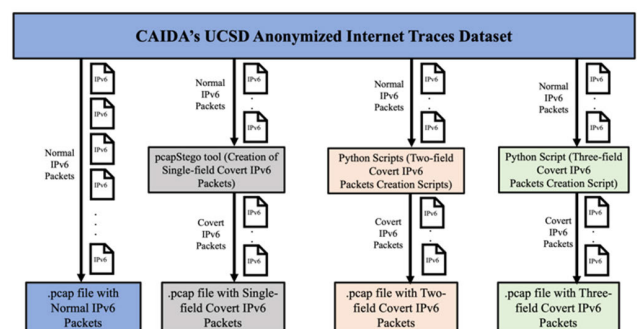 CAIDA's UCSD Anonymized Internet Traces Dataset
IPv6
IPv6
IPv6
IPv6
IPv6
Normal
IPv6
Packets
.pcap file with
Normal IPv6
Packets
Normal
IPv6
Packets
IPv6
IPv6
pcapStego tool (Creation of
Single-field Covert IPv6
Packets)
Covert
IPv6
Packets
IPv6
IPv6
.pcap file with Single-
field Covert IPv6
Packets
Normal
IPv6
Packets
IPv6
IPv6
Python Scripts (Two-field
Covert IPv6
Packets Creation Scripts)
Covert
IPv6
Packets
IPv6
IPv6
.pcap file with Two-
field Covert IPv6
Packets
Normal
IPv6
Packets
IPv6
IPv6
Python Script (Three-field
Covert IPv6
Packets Creation Script)
Covert
IPv6
Packets
IPv6
IPv6
.pcap file with Three-
field Covert IPv6
Packets